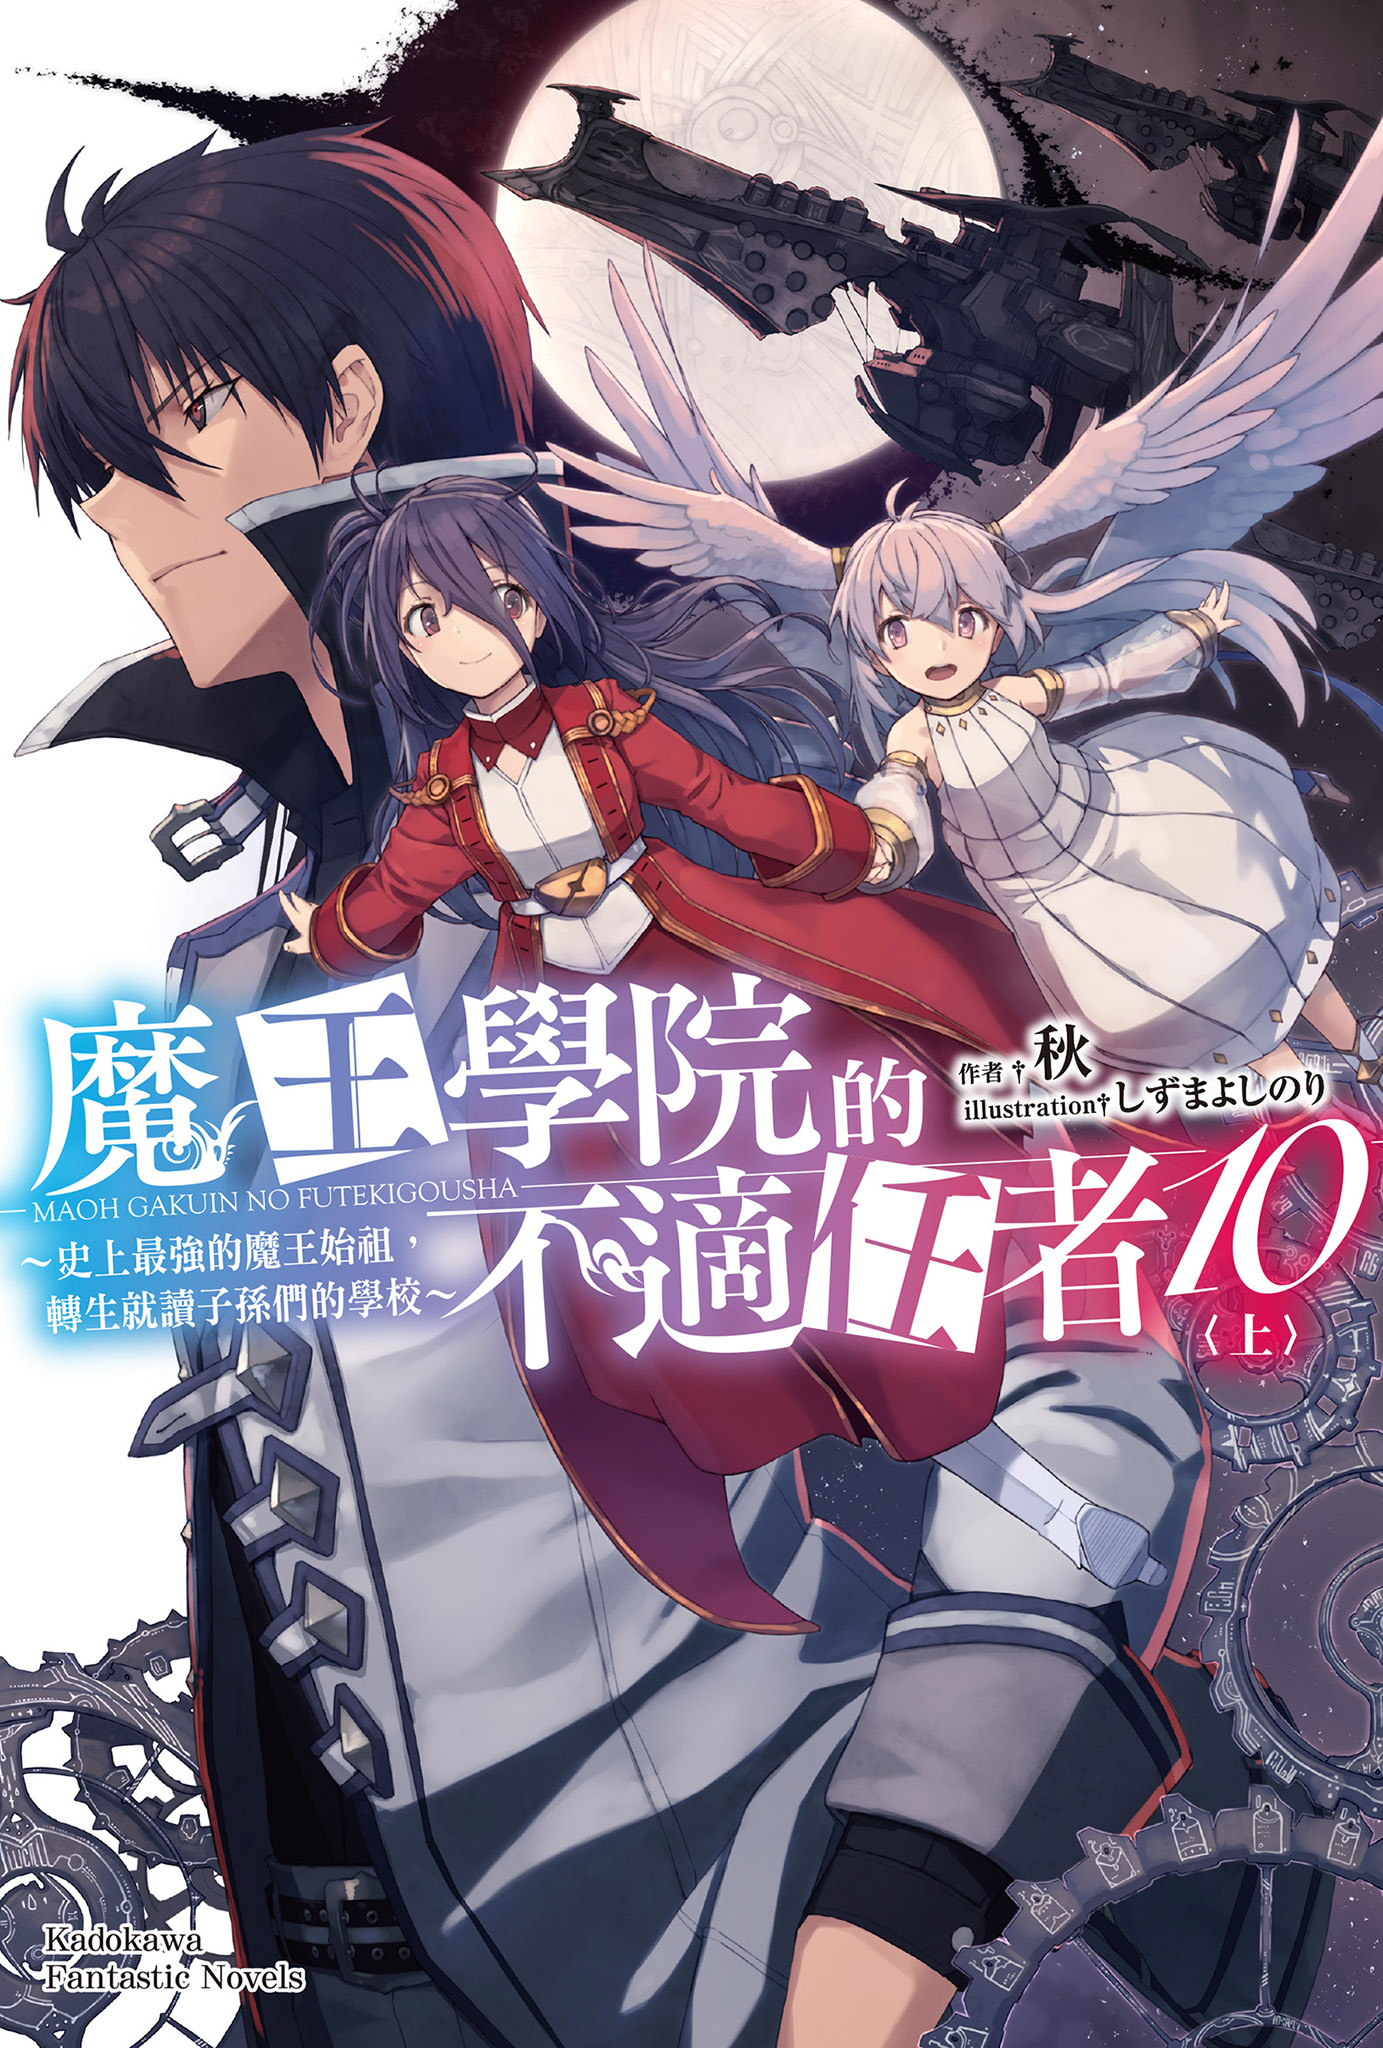 魔王學院的
作者†秋
illustration†しずまよしのり
MAOH GAKUIN NO FUTEKIGOUSHA
不適任者10
〈上〉
～史上最強的魔王始祖，
轉生就讀子孫們的學校～
Kadokawa
Fantastic Novels